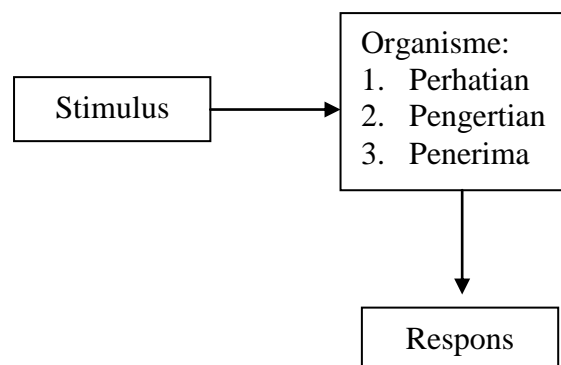 Stimulus
Organisme:
1. Perhatian
2. Pengertian
3. Penerima
Respons